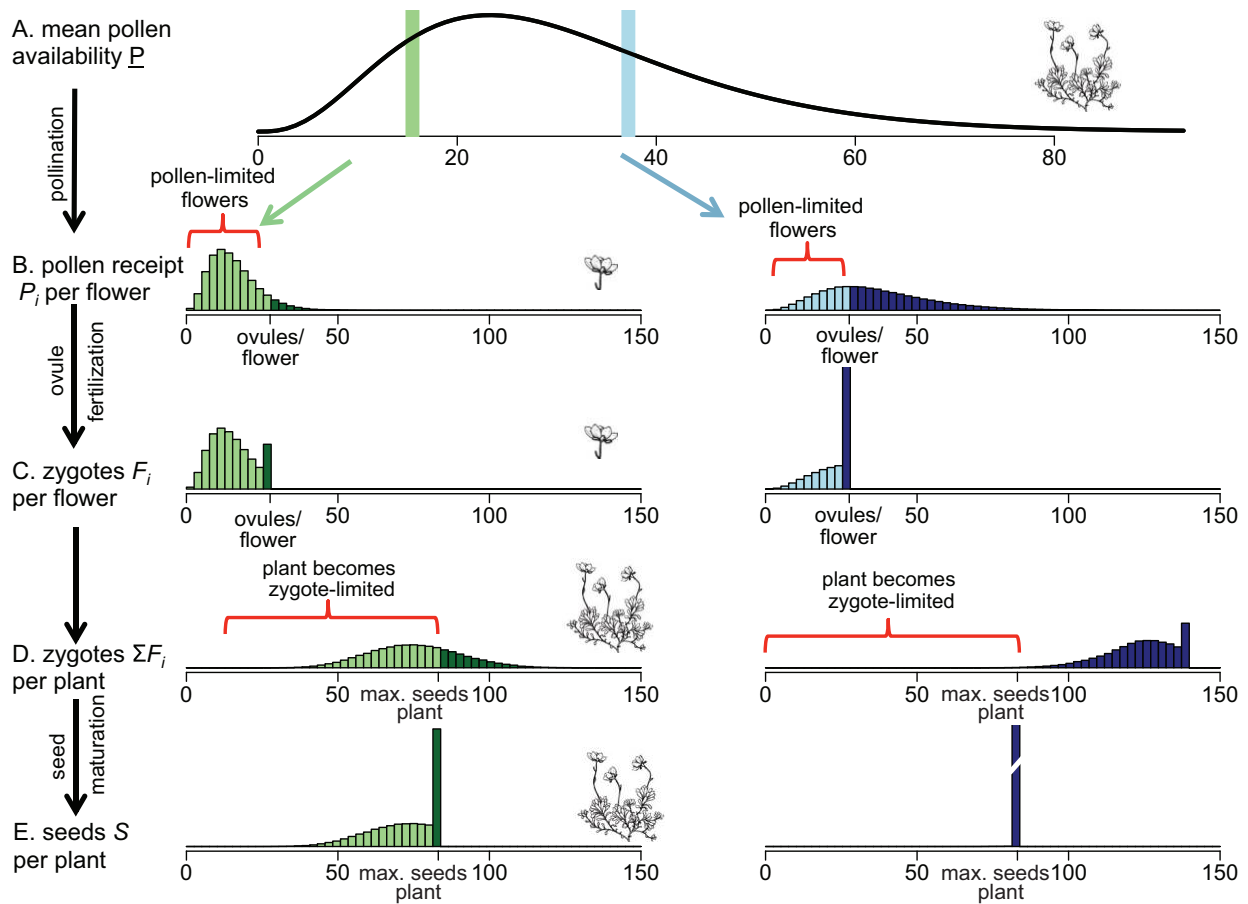 A. mean pollen
availability P
0 20 40 60 80
pollination
pollen-limited
flowers
pollen-limited
flowers
B. pollen receipt
Pi per flower
0 50 100 150
ovules/
flower
0 50 100 150
ovules/
flower
ovule
fertilization
C. zygotes Fi
per flower
0 50 100 150
ovules/
flower
0 50 100 150
ovules/
flower
plant becomes
zygote-limited
plant becomes
zygote-limited
D. zygotes ΣFi
per plant
0 50 max. seeds 100 150
plant
0 50 max. seeds 100 150
plant
seed
maturation
E. seeds S
per plant
0 50 max. seeds 100 150
plant
0 50 max. seeds 100 150
plant